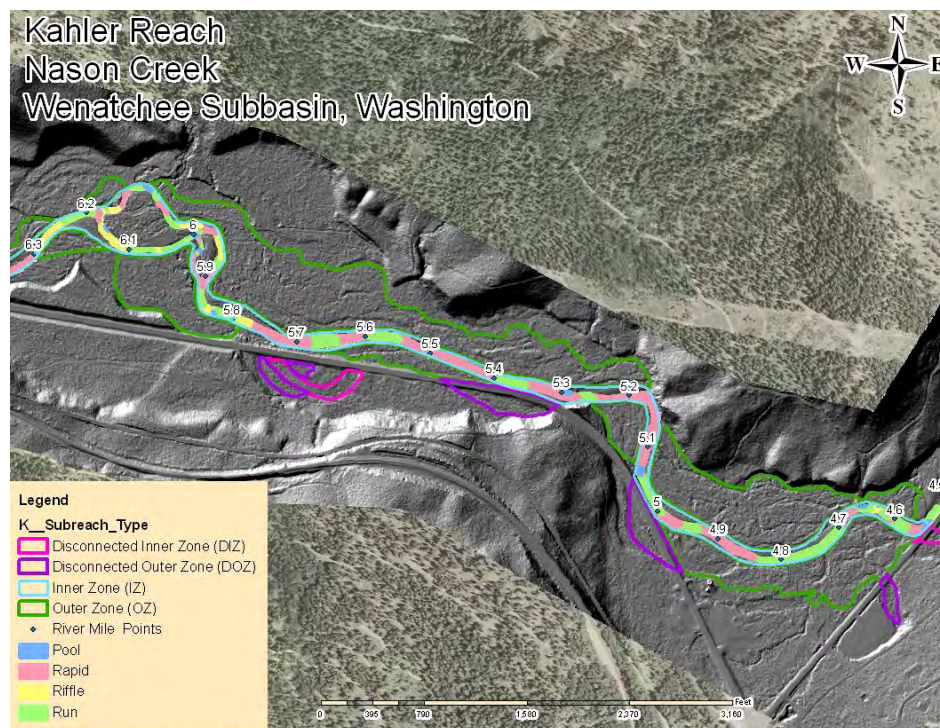 Kahler Reach
Nason Creek
Wenatchee Subbasin, Washington
N
W E
S
6.2
6.3
6.1
6
5.9
5.8
5.7
5.6
5.5
5.4
5.3
5.2
5.1
5
4.9
4.8
4.7
4.6
Legend
K__Subreach_Type
Disconnected Inner Zone (DIZ)
Disconnected Outer Zone (DOZ)
Inner Zone (IZ)
Outer Zone (OZ)
River Mile Points
Pool
Rapid
Riffle
Run
Feet
0 395 790 1,580 2,370 3,160